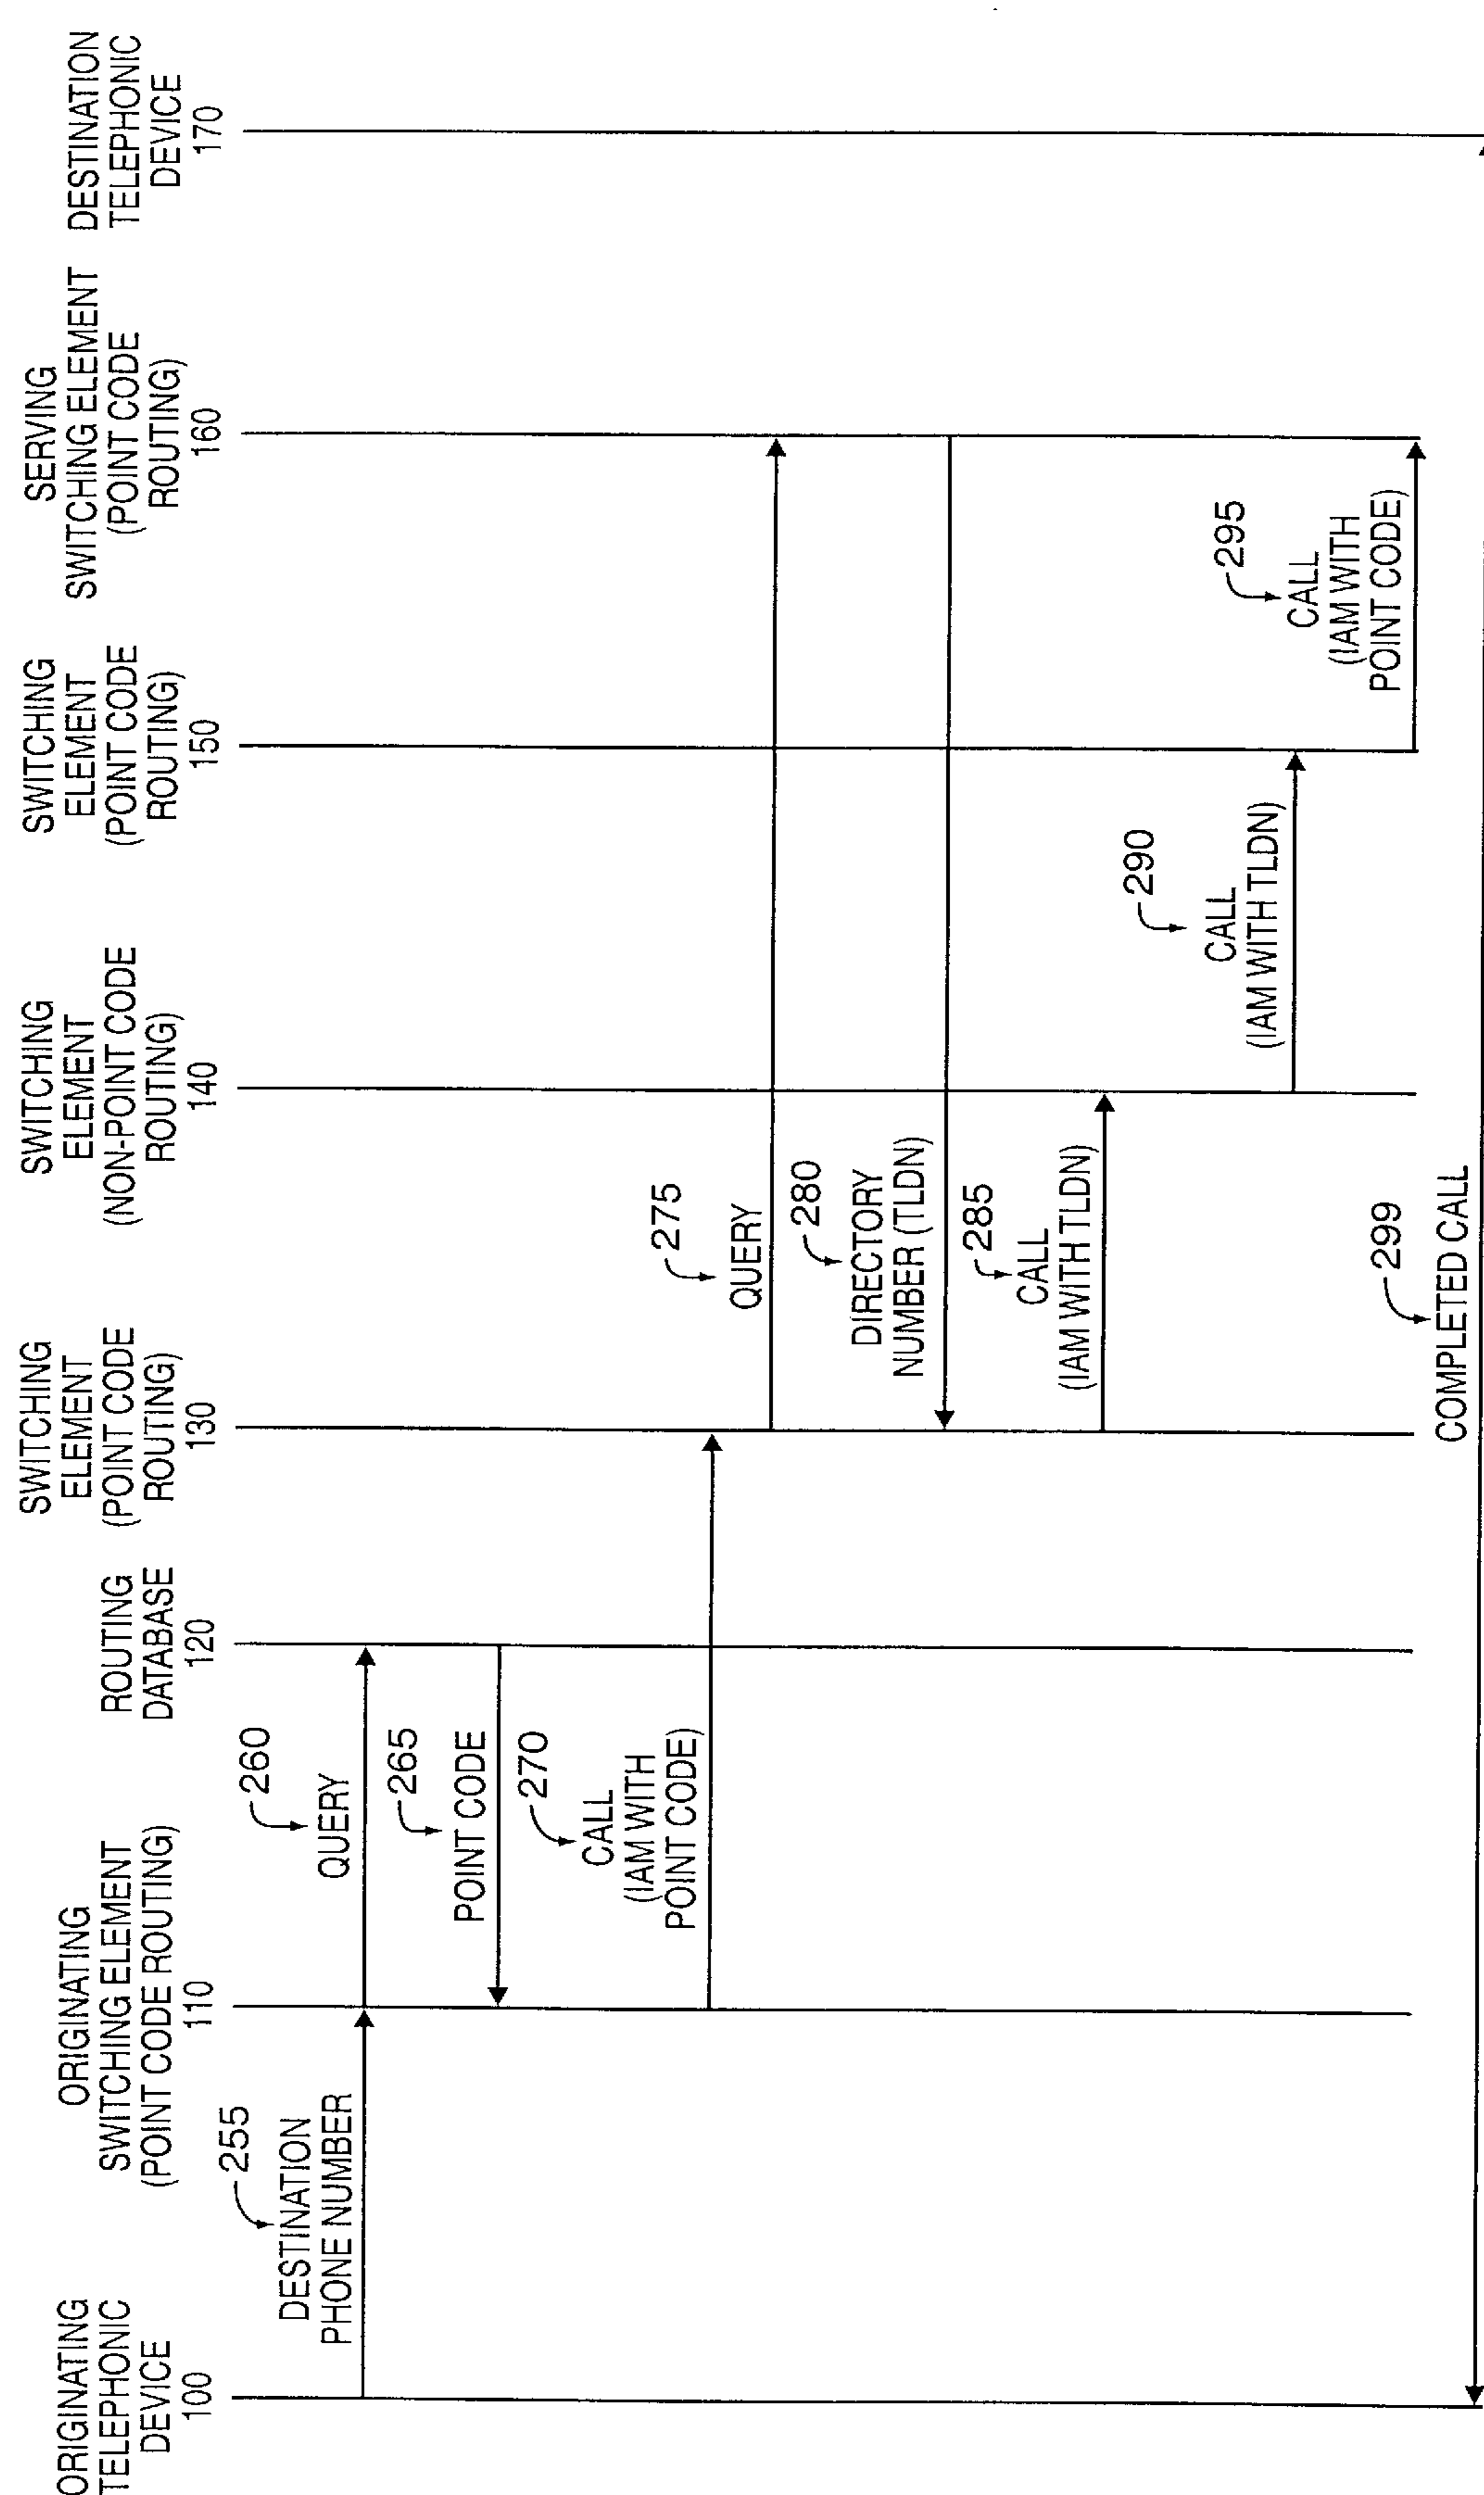 ORIGINATING
TELEPHONIC
DEVICE
100
ORIGINATING
SWITCHING ELEMENT
(POINT CODE ROUTING)
110
ROUTING
DATABASE
120
SWITCHING
ELEMENT
(POINT CODE
ROUTING)
130
SWITCHING
ELEMENT
(NON-POINT CODE
ROUTING)
140
SWITCHING
ELEMENT
(POINT CODE
ROUTING)
150
SERVING
SWITCHING ELEMENT
(POINT CODE
ROUTING)
160
DESTINATION
TELEPHONIC
DEVICE
170
255
DESTINATION
PHONE NUMBER
260
QUERY
265
POINT CODE
270
CALL
(IAM WITH
POINT CODE)
275
QUERY
280
DIRECTORY
NUMBER (TLDN)
285
CALL
(IAM WITH TLDN)
290
CALL
(IAM WITH TLDN)
295
CALL
(IAM WITH
POINT CODE)
299
COMPLETED CALL